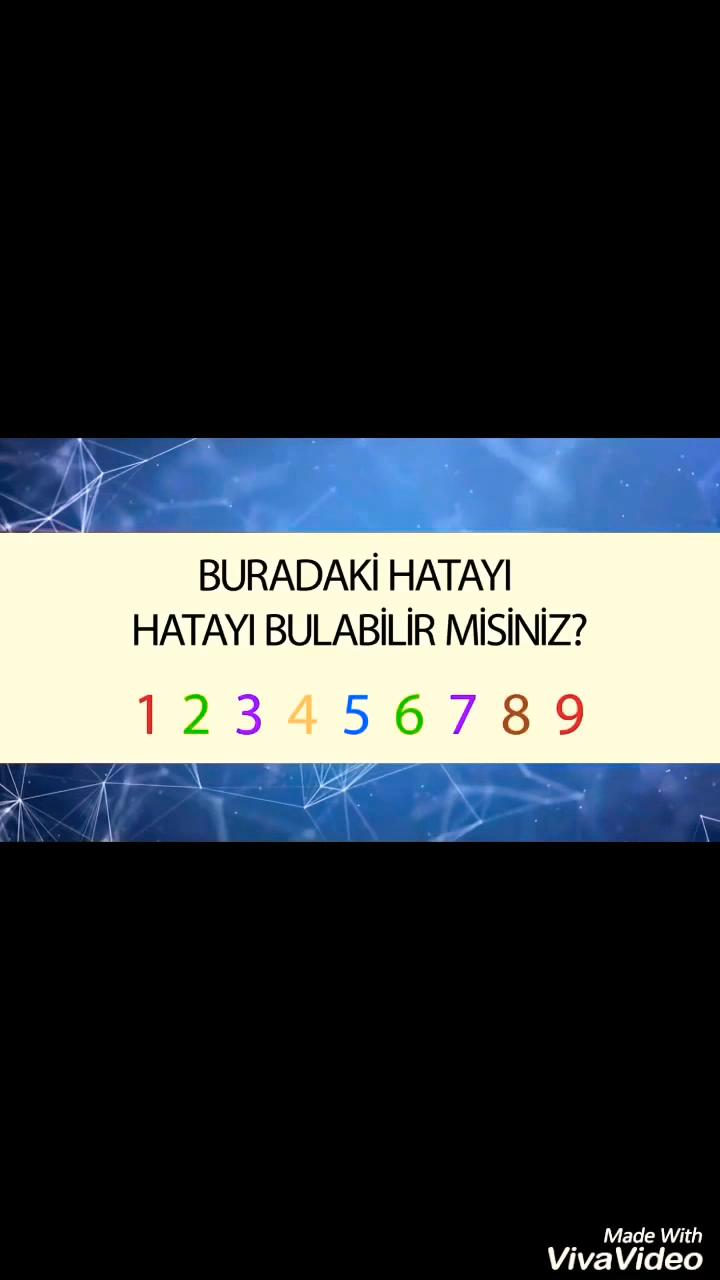 BURADAKİ HATAYI
HATAYI BULABİLİR MİSİNİZ?
1 2 3 4 5 6 7 8 9
Made With
VivaVideo